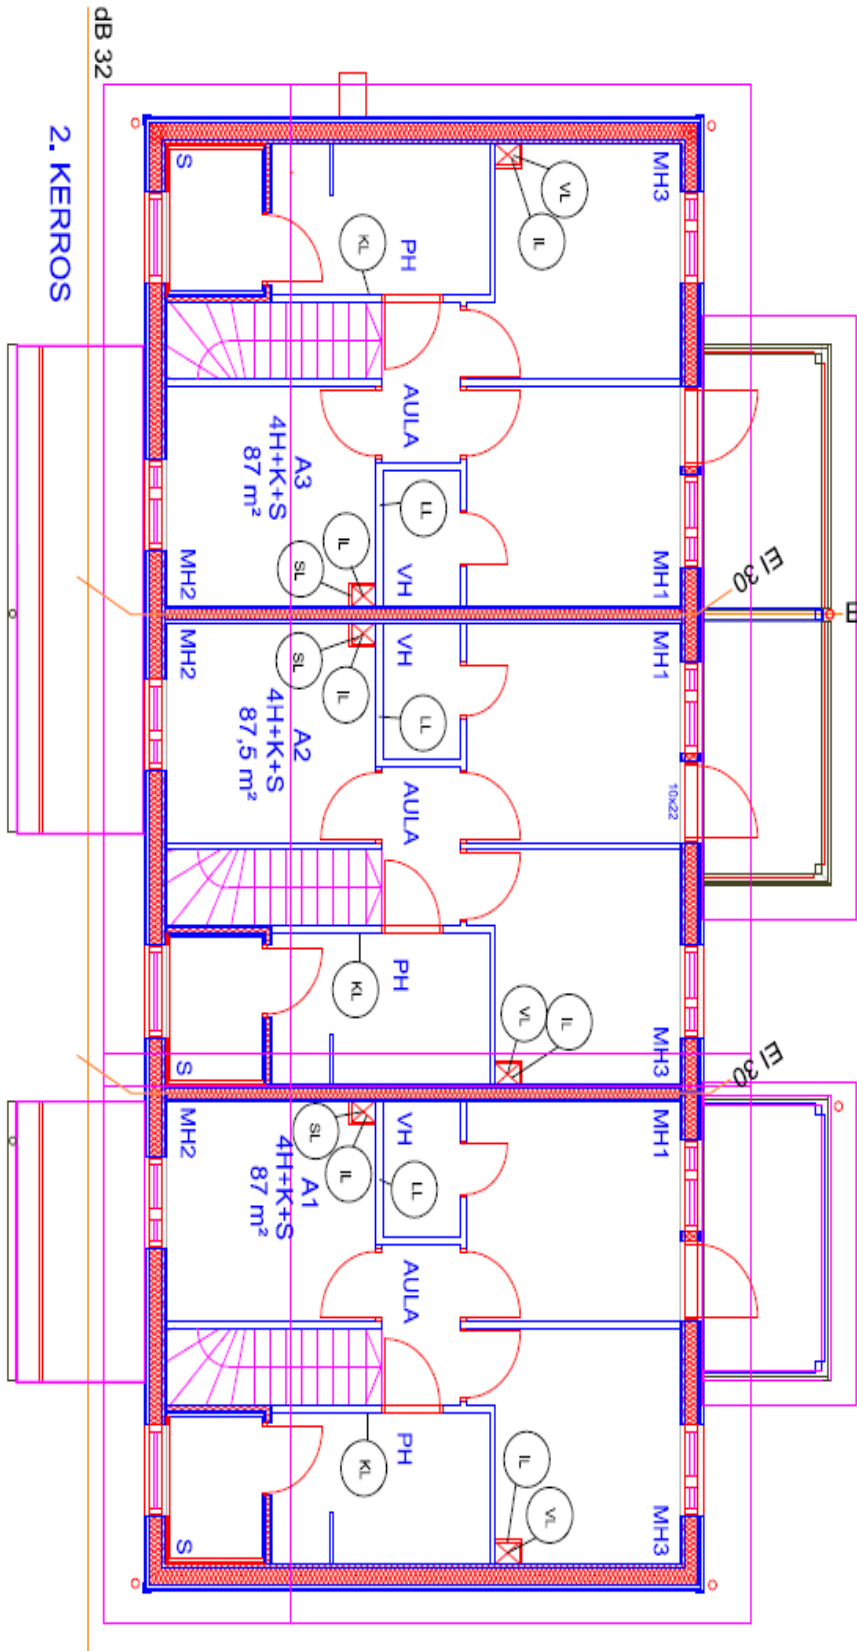 dB 32
2. KERROS
S
MH3
VL
IL
KL
PH
AULA
A3
4H+K+S
87 m²
LL
IL
SL
MH2
VH
MH1
EI 30
E
MH2
VH
MH1
SL
IL
LL
A2
4H+K+S
87,5 m²
AULA
10x22
KL
PH
VL
IL
S
MH3
EI 30
MH2
SL
IL
VH
LL
MH1
A1
4H+K+S
87 m²
AULA
KL
PH
IL
VL
S
MH3